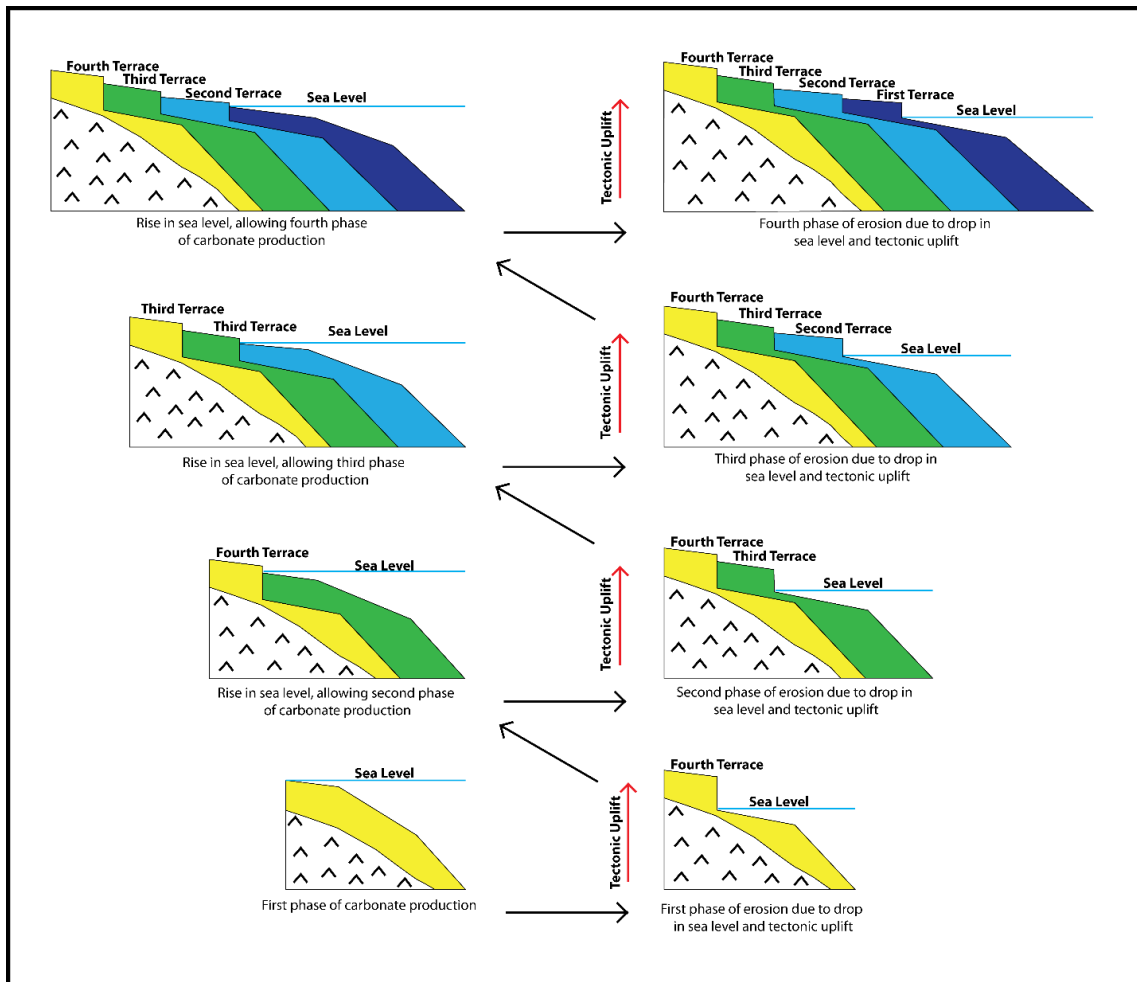 Fourth Terrace
Third Terrace
Second Terrace
Sea Level
Rise in sea level, allowing fourth phase
of carbonate production
Tectonic Uplift
Fourth Terrace
Third Terrace
Second Terrace
First Terrace
Sea Level
Fourth phase of erosion due to drop in
sea level and tectonic uplift
Third Terrace
Third Terrace
Sea Level
Rise in sea level, allowing third phase
of carbonate production
Tectonic Uplift
Fourth Terrace
Third Terrace
Second Terrace
Sea Level
Third phase of erosion due to drop in
sea level and tectonic uplift
Fourth Terrace
Sea Level
Rise in sea level, allowing second phase
of carbonate production
Tectonic Uplift
Fourth Terrace
Third Terrace
Sea Level
Second phase of erosion due to drop in
sea level and tectonic uplift
Sea Level
First phase of carbonate production
Tectonic Uplift
Fourth Terrace
Sea Level
First phase of erosion due to drop
in sea level and tectonic uplift